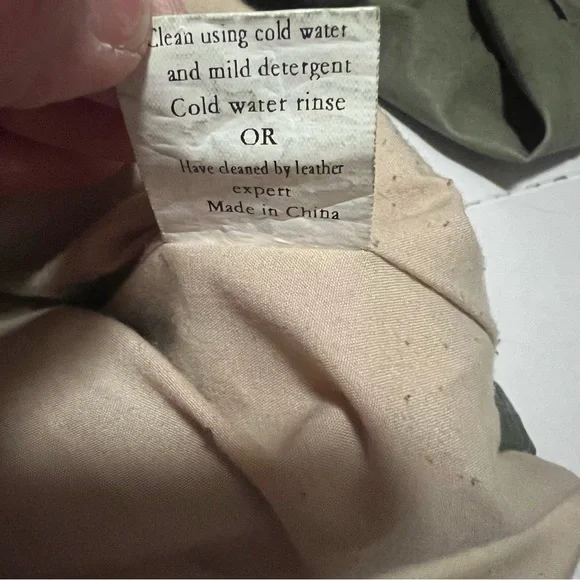 Clean using cold water
and mild detergent
Cold water rinse
OR
Have cleaned by leather
expert
Made in China